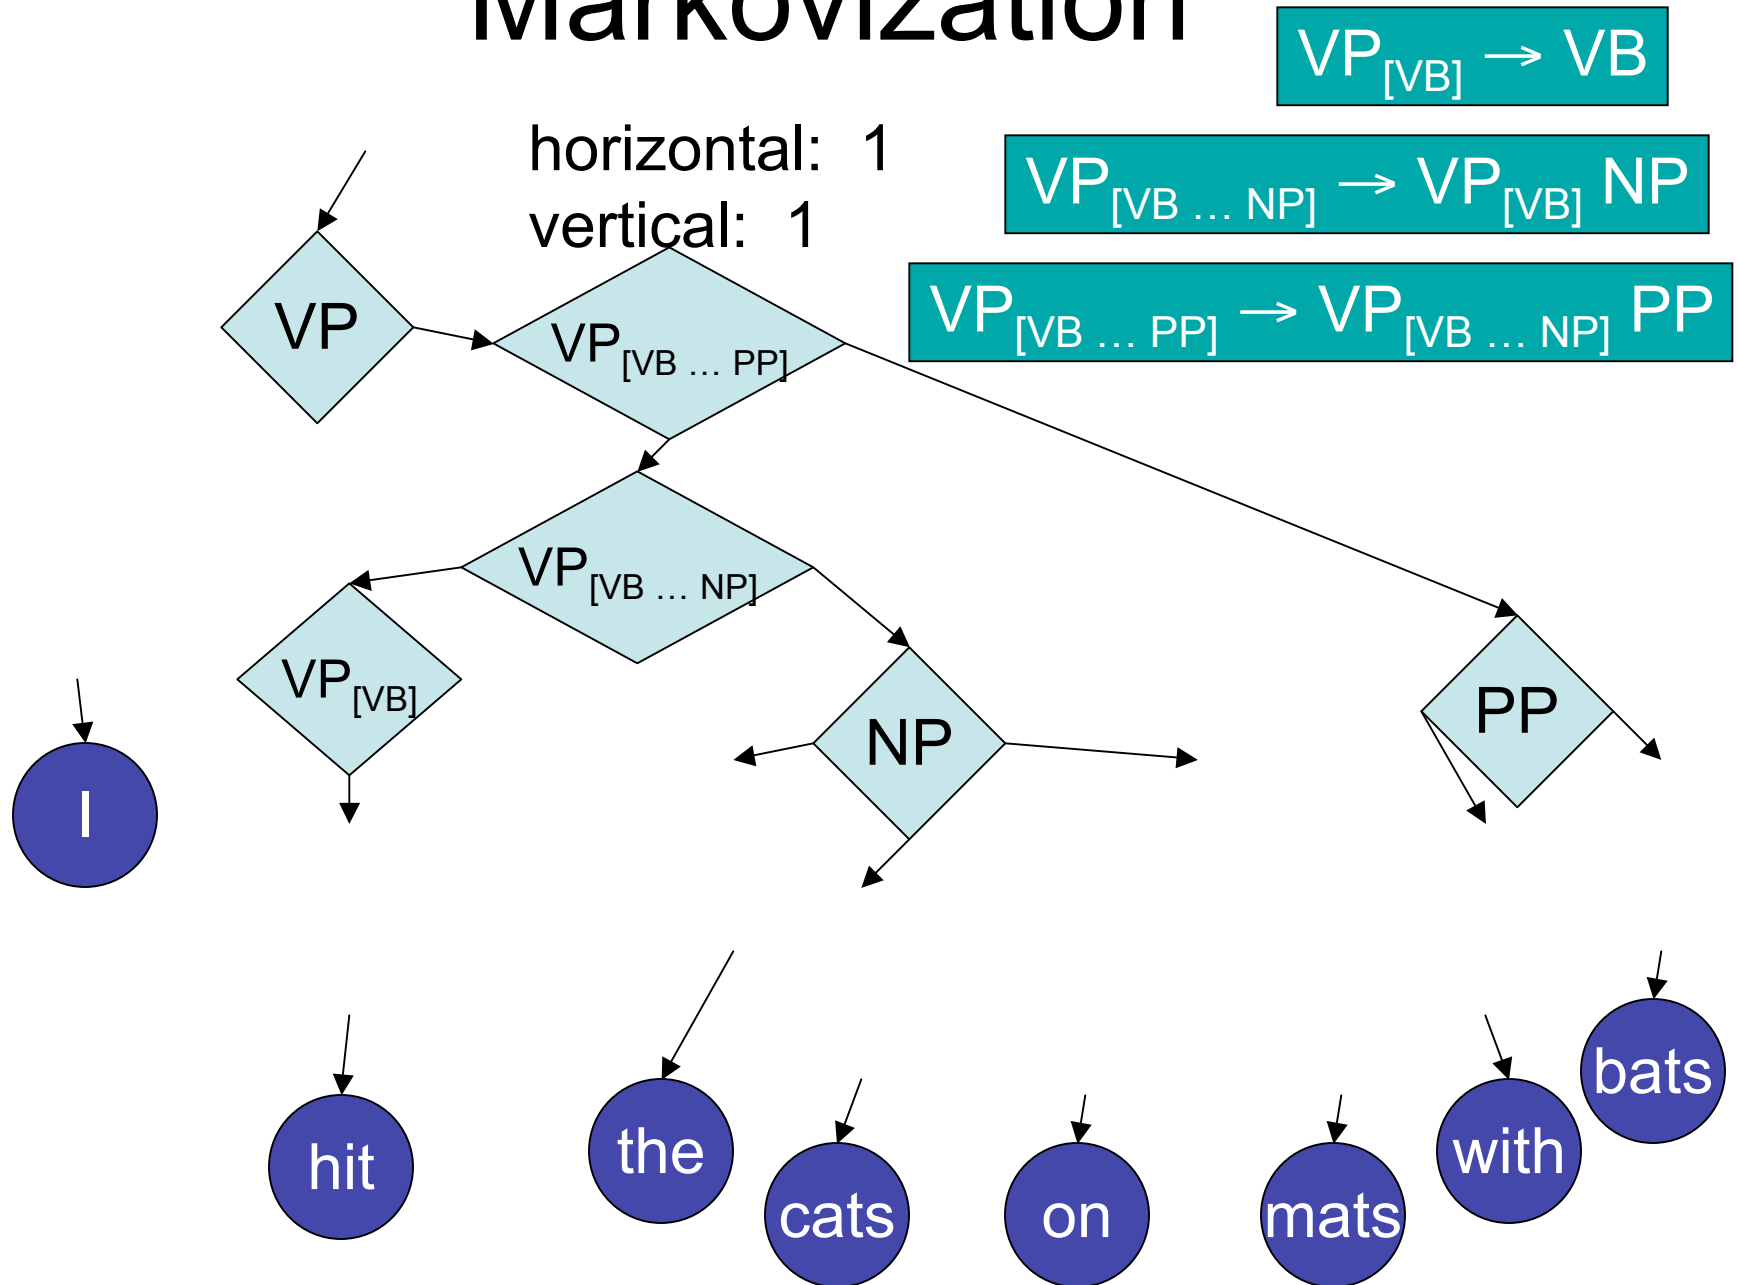 Markovization
VP[VB] → VB
horizontal: 1
vertical: 1
VP[VB … NP] → VP[VB] NP
VP[VB … PP] → VP[VB … NP] PP
VP
VP[VB … PP]
VP[VB … NP]
VP[VB]
NP
PP
I
hit
the
cats
on
mats
with
bats